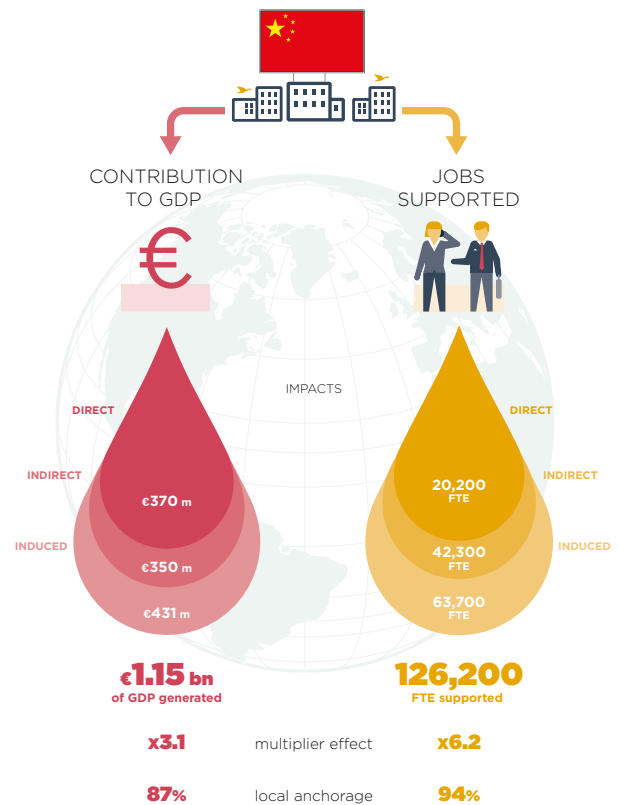 CONTRIBUTION
TO GDP
JOBS
SUPPORTED
€
IMPACTS
DIRECT
DIRECT
INDIRECT
INDIRECT
INDUCED
INDUCED
€370 m
€350 m
€431 m
20,200
FTE
42,300
FTE
63,700
FTE
€1.15 bn
of GDP generated
126,200
FTE supported
x3.1
multiplier effect
x6.2
87%
local anchorage
94%